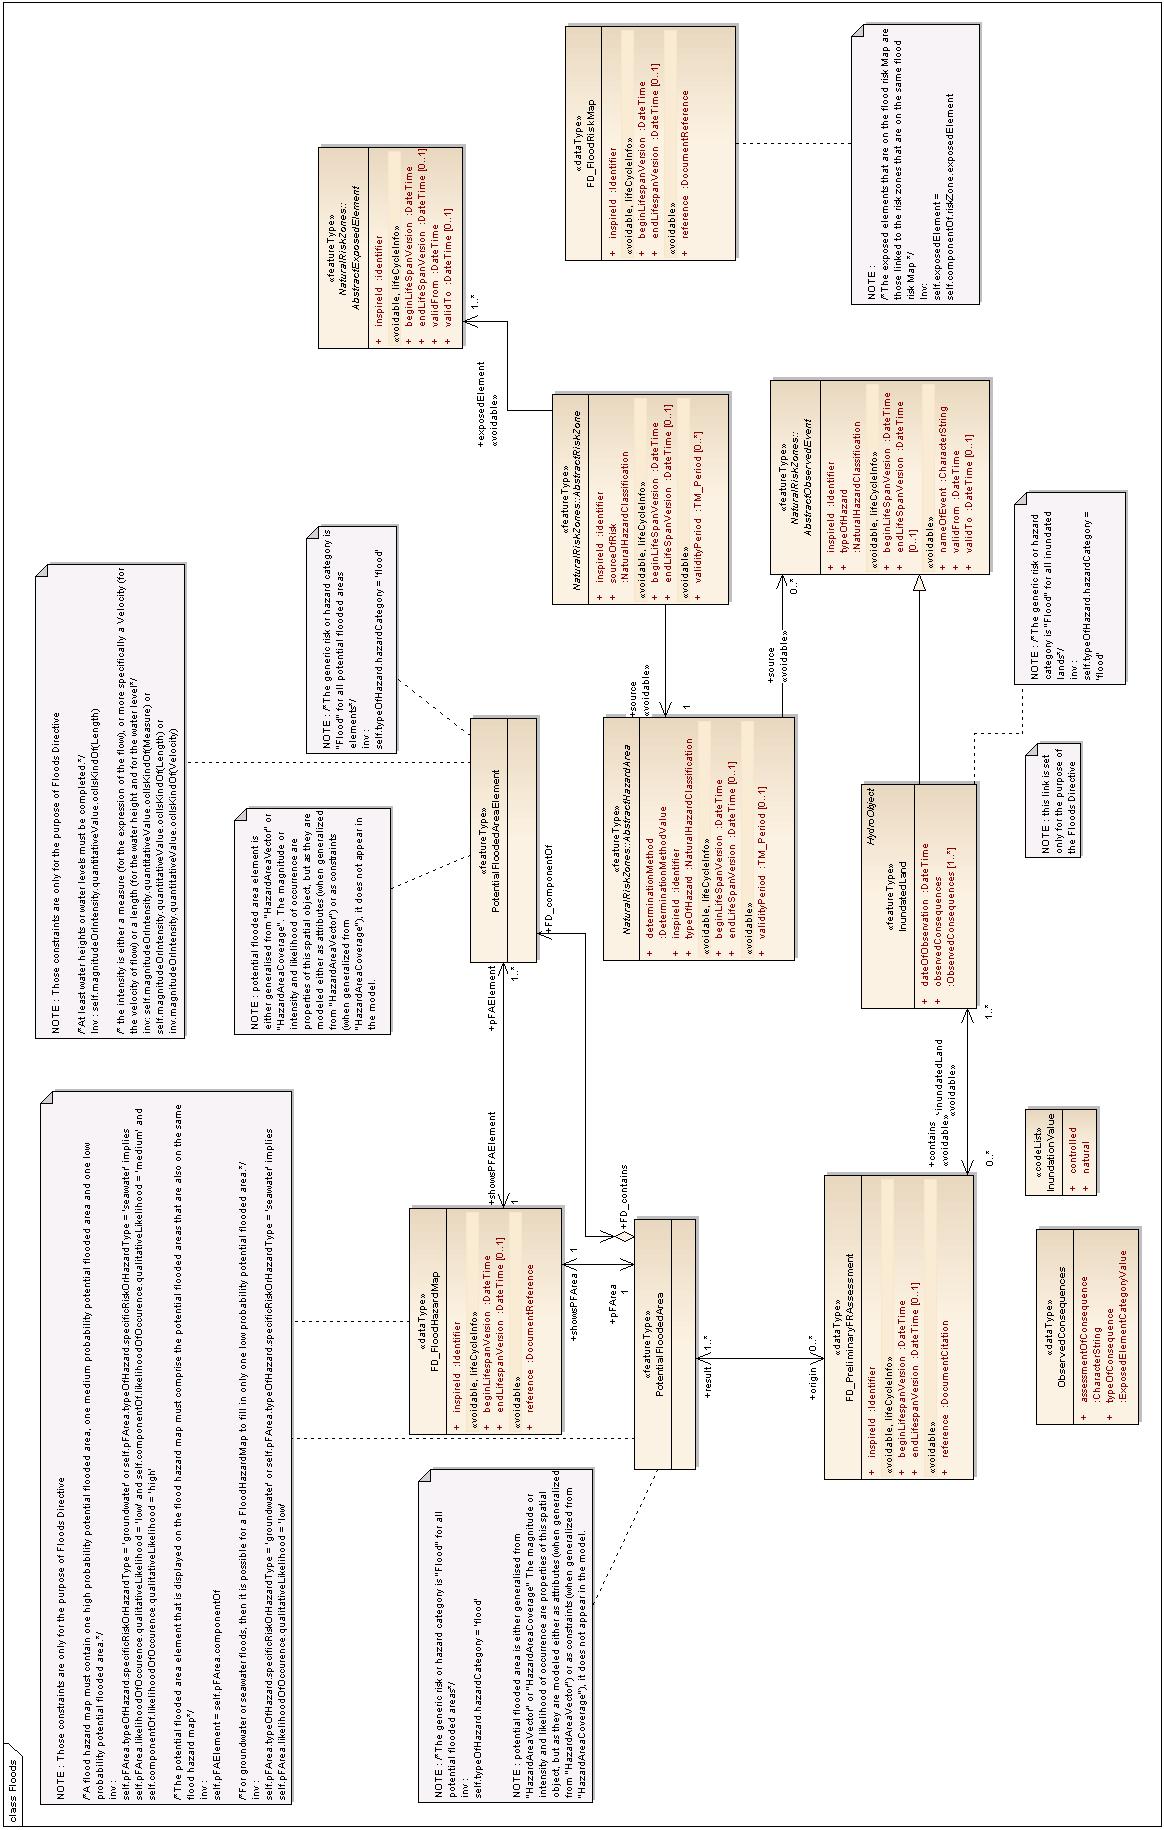 class Floods
NOTE : Those constraints are only for the purpose of Floods Directive
/*A flood hazard map must contain one high probability potential flooded area, one medium probability potential flooded area and one low
probability potential flooded area.*/
inv :
self.pFArea.typeOfHazard.specificRiskOrHazardType = 'groundwater' or self.pFArea.typeOfHazard.specificRiskOrHazardType = 'seawater' implies
self.pFArea.likelihoodOfOccurence.qualitativeLikelihood = 'low' and self.componentOf.likelihoodOfOccurence.qualitativeLikelihood = 'medium' and
self.componentOf.likelihoodOfOccurence.qualitativeLikelihood = 'high'
/*The potential flooded area element that is displayed on the flood hazard map must comprise the potential flooded areas that are also on the same
flood hazard map*/
inv :
self.pFAElement = self.pFArea.componentOf
/*For groundwater or seawater floods, then it is possible for a FloodHazardMap to fill in only one low probability potential flooded area.*/
inv :
self.pFArea.typeOfHazard.specificRiskOrHazardType = 'groundwater' or self.pFArea.typeOfHazard.specificRiskOrHazardType = 'seawater' implies
self.pFArea.likelihoodOfOccurence.qualitativeLikelihood = 'low'
NOTE : Those constraints are only for the purpose of Floods Directive
/*At least water heights or water levels must be completed.*/
Inv : self.magnitudeOrIntensity.quantitativeValue.oclIsKindOf(Length)
/* the intensity is either a measure (for the expression of the flow), or more specifically a Velocity (for
the velocity of flow) or a length (for the water height and for the water level*/
inv: self.magnitudeOrIntensity.quantitativeValue.oclIsKindOf(Measure) or
self.magnitudeOrIntensity.quantitativeValue.oclIsKindOf(Length) or
inv.magnitudeOrIntensity.quantitativeValue.oclIsKindOf(Velocity)
NOTE : potential flooded area element is
either generalised from "HazardAreaVector" or
"HazardAreaCoverage". The magnitude or
intensity and likelihood of occurrence are
properties of this spatial object, but as they are
modeled either as attributes (when generalized
from "HazardAreaVector") or as constraints
(when generalized from
"HazardAreaCoverage"), it does not appear in
the model.
NOTE : /*The generic risk or hazard category is
"Flood" for all potential flooded areas
elements*/
inv :
self.typeOfHazard.hazardCategory = 'flood'
«featureType»
NaturalRiskZones::
AbstractExposedElement
+ inspireId :Identifier
«voidable, lifeCycleInfo»
+ beginLifeSpanVersion :DateTime
+ endLifeSpanVersion :DateTime [0..1]
+ validFrom :DateTime
+ validTo :DateTime [0..1]
1..*
+exposedElement
«voidable»
«dataType»
FD_FloodHazardMap
+ inspireId :Identifier
«voidable, lifeCycleInfo»
+ beginLifespanVersion :DateTime
+ endLifespanVersion :DateTime [0..1]
«voidable»
+ reference :DocumentReference
+showsPFAElement
1
+pFAElement
1..*
«featureType»
PotentialFloodedAreaElement
+FD_componentOf
+FD_contains
+showsPFArea
1
+pFArea
1
NOTE : /*The generic risk or hazard category is "Flood" for all
potential flooded areas*/
inv :
self.typeOfHazard.hazardCategory = 'flood'
NOTE : potential flooded area is either generalised from
"HazardAreaVector" or "HazardAreaCoverage" The magnitude or
intensity and likelihood of occurrence are properties of this spatial
object, but as they are modeled either as attributes (when generalized
from "HazardAreaVector") or as constraints (when generalized from
"HazardAreaCoverage"), it does not appear in the model.
«featureType»
PotentialFloodedArea
+result
1..*
+origin
0..*
«featureType»
NaturalRiskZones::AbstractRiskZone
+ inspireId :Identifier
+ sourceOfRisk
:NaturalHazardClassification
«voidable, lifeCycleInfo»
+ beginLifeSpanVersion :DateTime
+ endLifeSpanVersion :DateTime [0..1]
«voidable»
+ validityPeriod :TM_Period [0..*]
«dataType»
FD_FloodRiskMap
+ inspireId :Identifier
«voidable, lifeCycleInfo»
+ beginLifespanVersion :DateTime
+ endLifespanVersion :DateTime [0..1]
«voidable»
+ reference :DocumentReference
+source
«voidable»
1
«featureType»
NaturalRiskZones::AbstractHazardArea
+ determinationMethod
:DeterminationMethodValue
+ inspireId :Identifier
+ typeOfHazard :NaturalHazardClassification
«voidable, lifeCycleInfo»
+ beginLifeSpanVersion :DateTime
+ endLifeSpanVersion :DateTime [0..1]
«voidable»
+ validityPeriod :TM_Period [0..1]
+source
«voidable»
0..*
«featureType»
NaturalRiskZones::
AbstractObservedEvent
+ inspireId :Identifier
+ typeOfHazard
:NaturalHazardClassification
«voidable, lifeCycleInfo»
+ beginLifeSpanVersion :DateTime
+ endLifeSpanVersion :DateTime
[0..1]
«voidable»
+ nameOfEvent :CharacterString
+ validFrom :DateTime
+ validTo :DateTime [0..1]
NOTE :
/*The exposed elements that are on the flood risk Map are
those linked to the risk zones that are on the same flood
risk Map */
Inv:
self.exposedElement =
self.componentOf.riskZone.exposedElement
«dataType»
FD_PreliminaryFRAssessment
+ inspireId :Identifier
«voidable, lifeCycleInfo»
+ beginLifespanVersion :DateTime
+ endLifespanVersion :DateTime [0..1]
«voidable»
+ reference :DocumentCitation
+contains
«voidable»
0..*
inundatedLand
«voidable»
1..*
HydroObject
«featureType»
InundatedLand
+ dateOfObservation :DateTime
+ observedConsequences
:ObservedConsequences [1..*]
NOTE : /*The generic risk or hazard
category is "Flood" for all inundated
lands*/
inv :
self.typeOfHazard.hazardCategory =
'flood'
NOTE : this link is set
only for the purpose of
the Floods Directive
«codeList»
InundationValue
+ controlled
+ natural
«dataType»
ObservedConsequences
+ assessmentOfConsequence
:CharacterString
+ typeOfConsequence
:ExposedElementCategoryValue